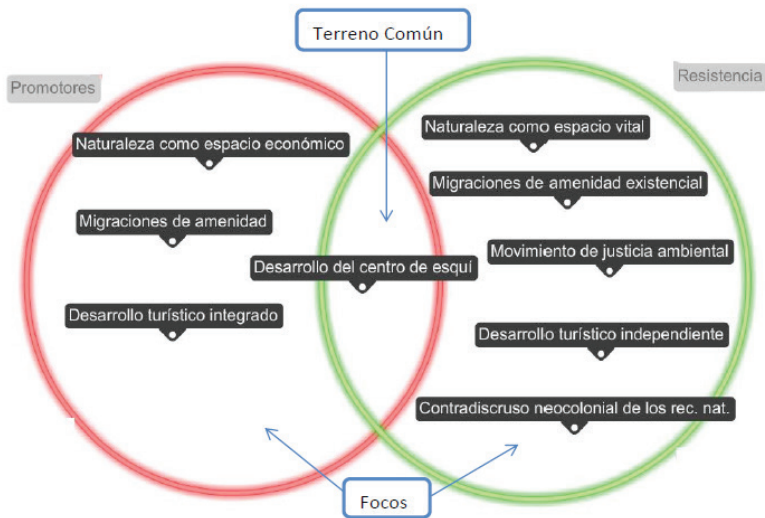 Terreno Común
Promotores
Resistencia
Naturaleza como espacio económico
Naturaleza como espacio vital
Migraciones de amenidad existencial
Migraciones de amenidad
Movimiento de justicia ambiental
Desarrollo del centro de esquí
Desarrollo turístico integrado
Desarrollo turístico independiente
Contradiscruso neocolonial de los rec. nat.
Focos